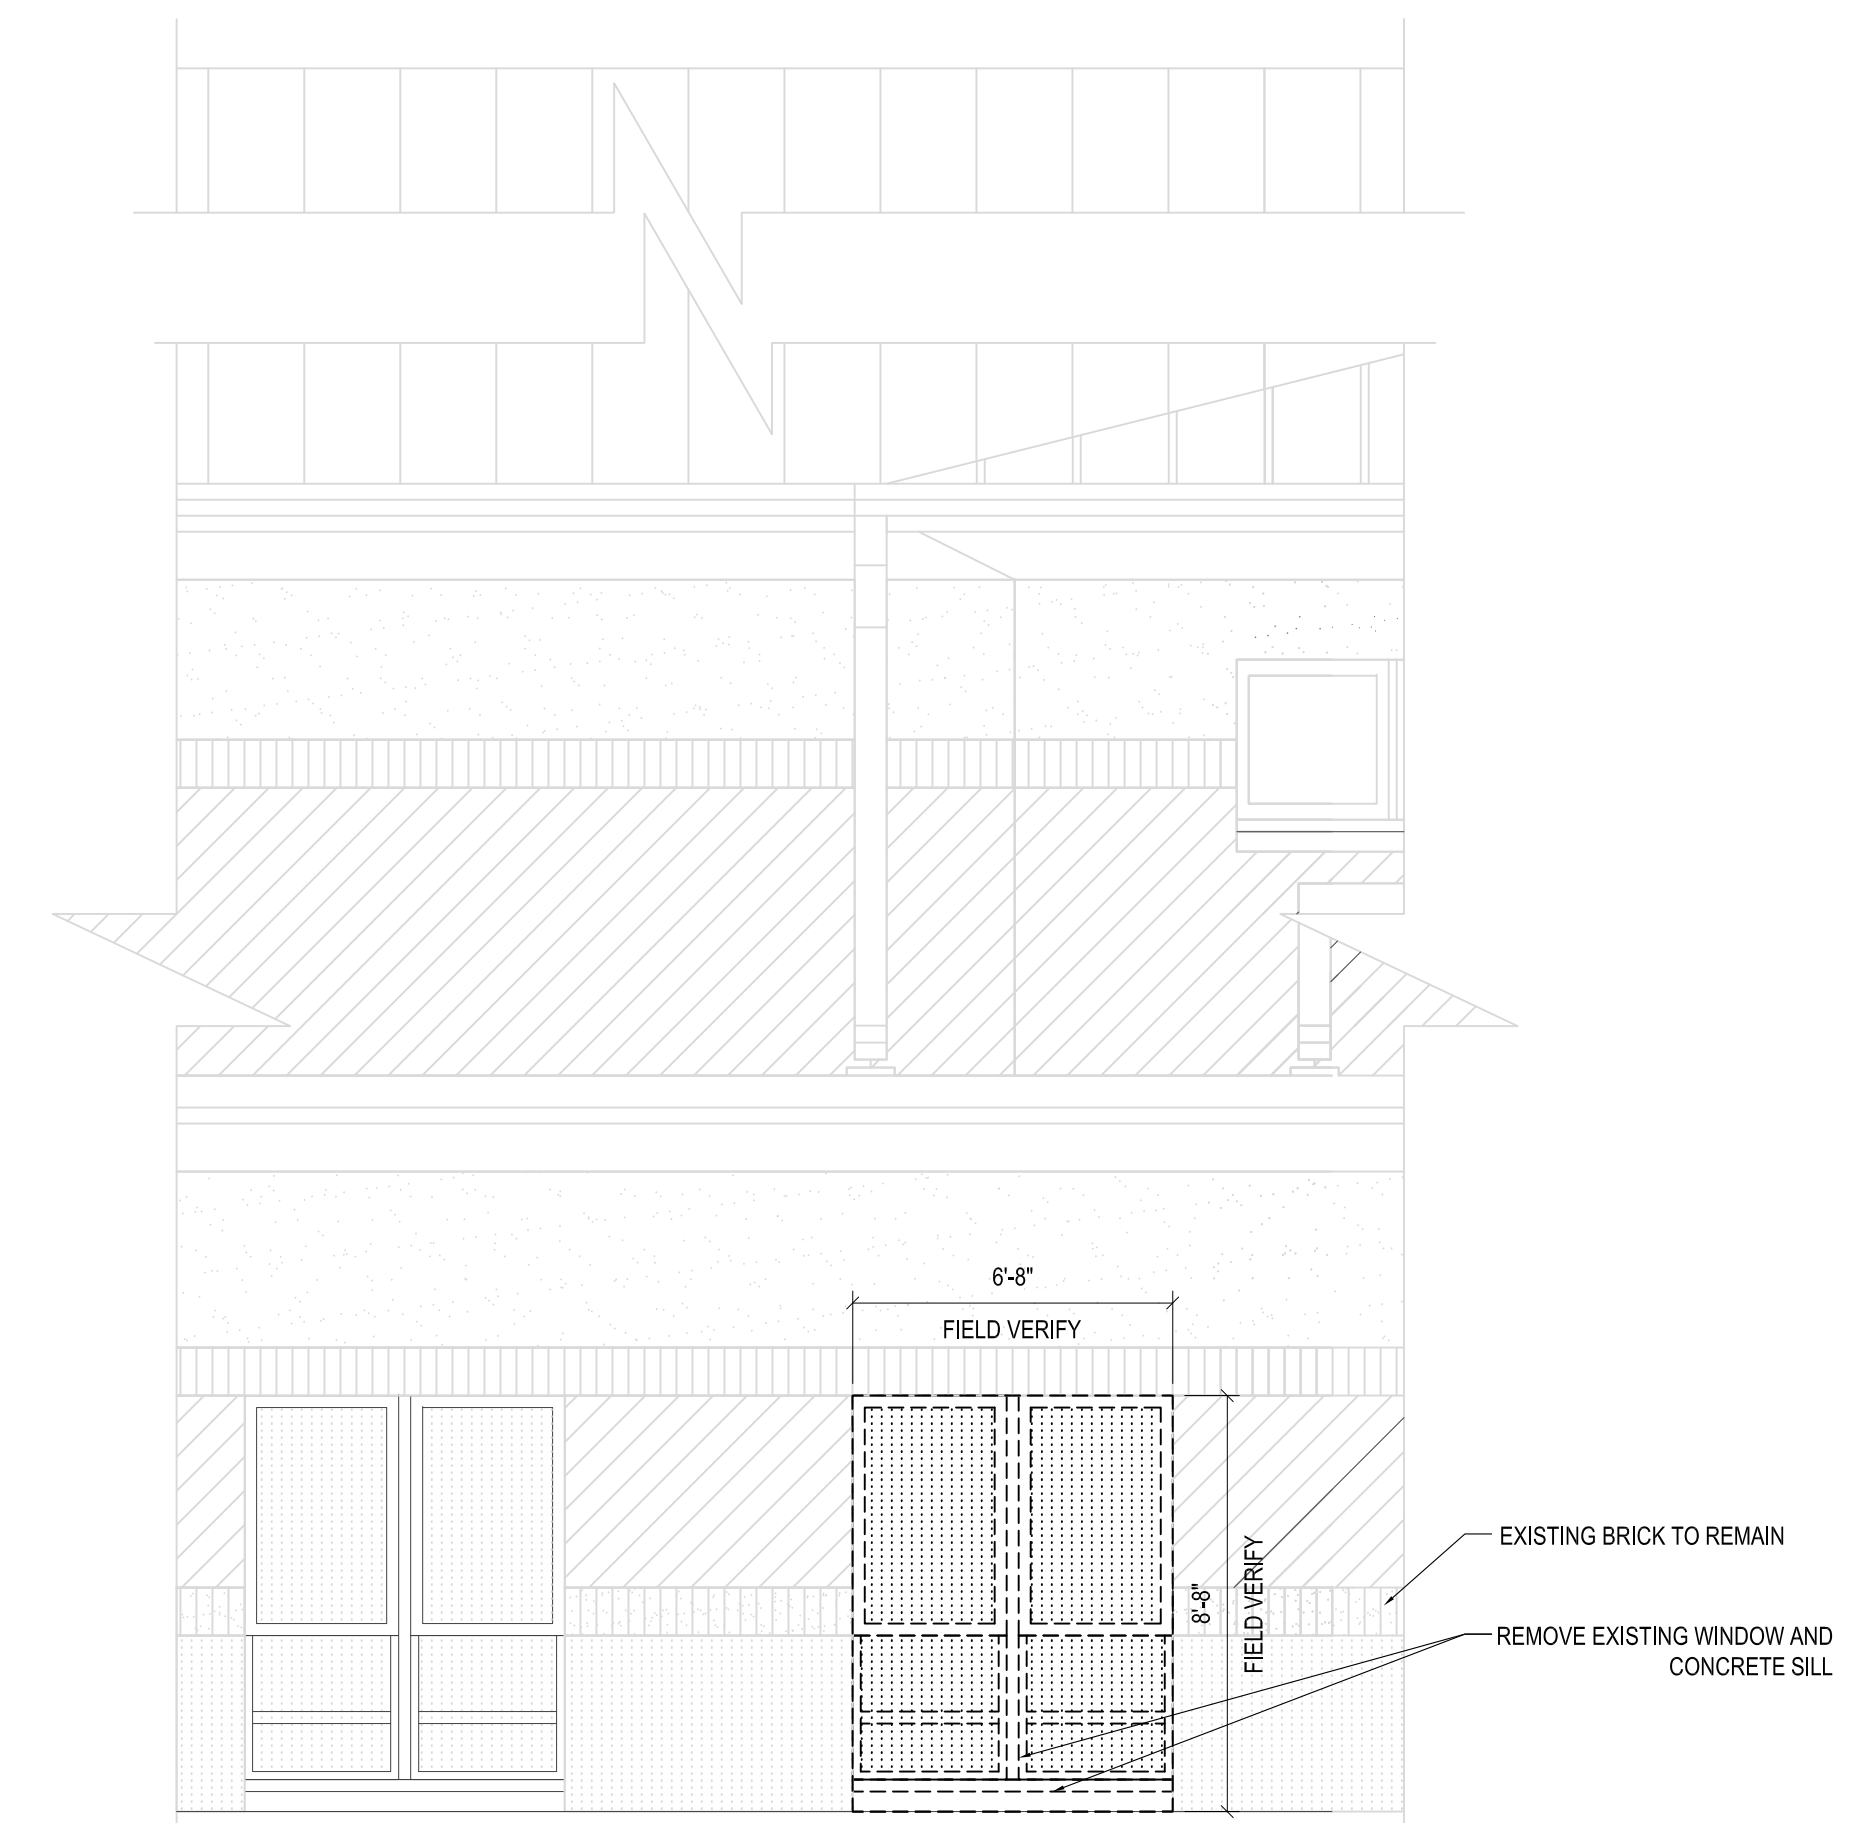 6'-8"
FIELD VERIFY
8'-8"
FIELD VERIFY
EXISTING BRICK TO REMAIN
REMOVE EXISTING WINDOW AND
CONCRETE SILL